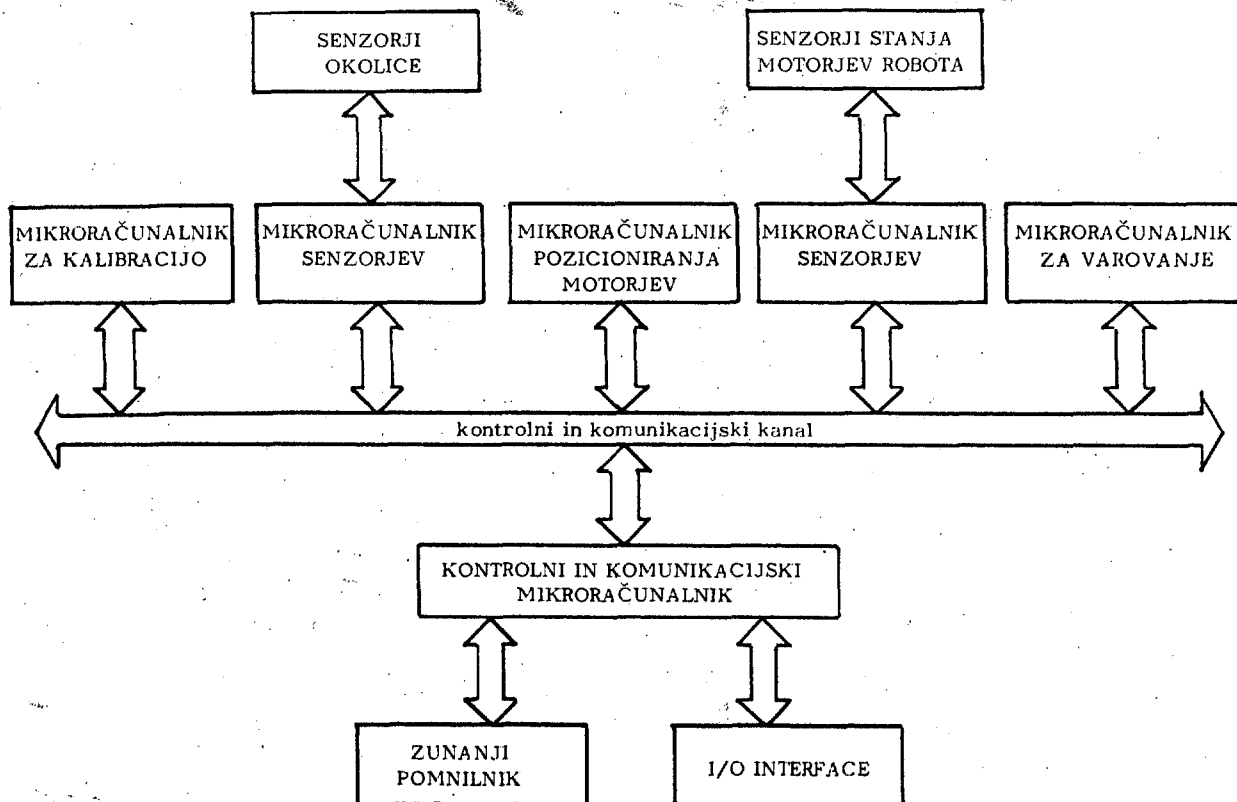 SENZORJI
OKOLICE
SENZORJI STANJA
MOTORJEV ROBOTA
MIKRORAČUNALNIK
ZA KALIBRACIJO
MIKRORAČUNALNIK
SENZORJEV
MIKRORAČUNALNIK
POZICIONIRANJA
MOTORJEV
MIKRORAČUNALNIK
SENZORJEV
MIKRORAČUNALNIK
ZA VAROVANJE
kontrolni in komunikacijski kanal
KONTROLNI IN KOMUNIKACIJSKI
MIKRORAČUNALNIK
ZUNANJI
POMNILNIK
I/O INTERFACE